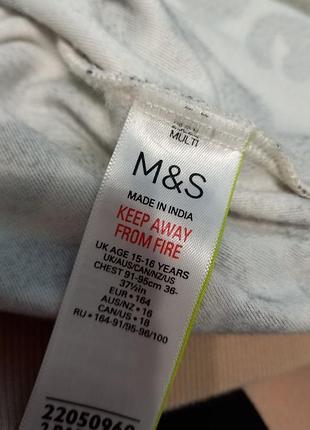 MULTI
M&S
MADE IN INDIA
KEEP AWAY
FROM FIRE
UK AGE 15-16 YEARS
UK/AUS/CAN/NZ/US
CHEST 91-95cm 36-
37½in
EUR • 164
AUS/NZ • 16
CAN/US • 18
RU • 164-91/95-96/100